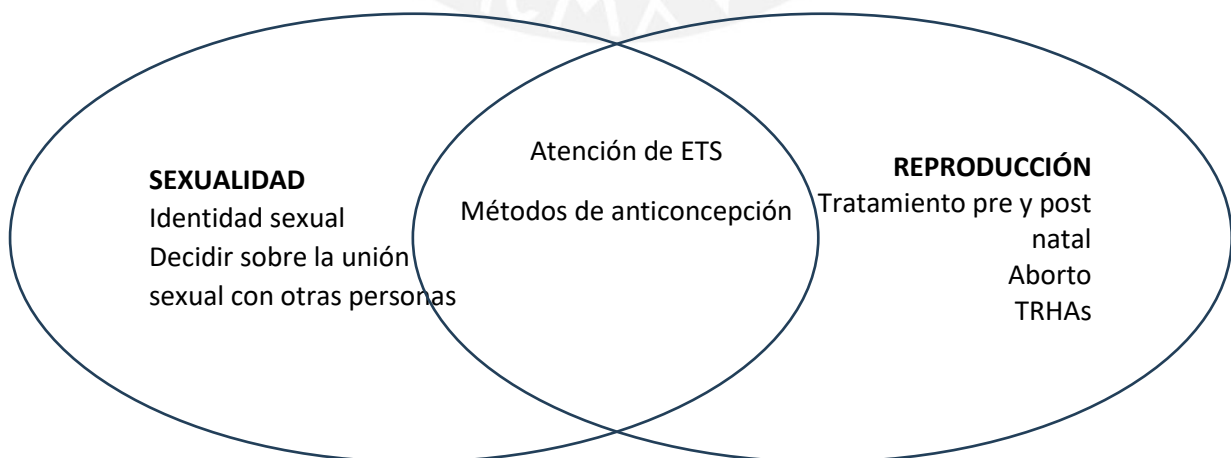 SEXUALIDAD
Identidad sexual
Decidir sobre la unión
sexual con otras personas
Atención de ETS
Métodos de anticoncepción
REPRODUCCIÓN
Tratamiento pre y post
natal
Aborto
TRHAs